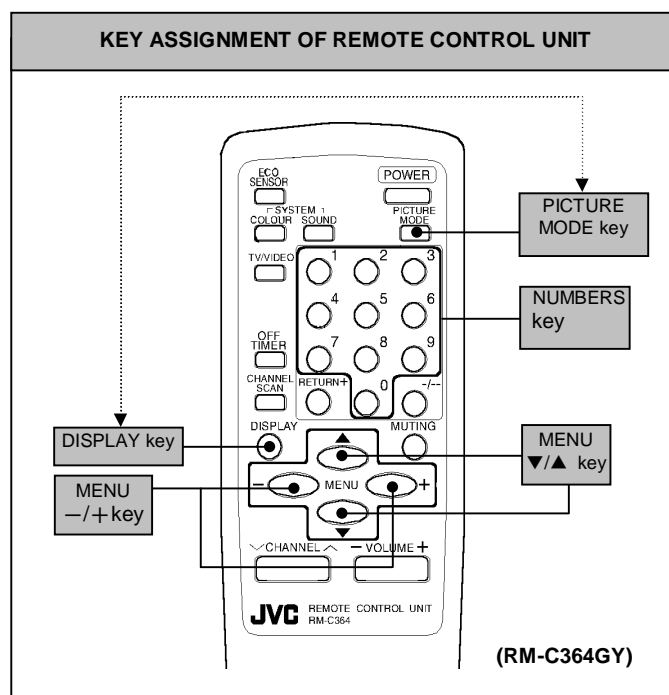 KEY ASSIGNMENT OF REMOTE CONTROL UNIT
ECO
SENSOR
POWER
SYSTEM
COLOUR SOUND
PICTURE
MODE
PICTURE
MODE key
TV/VIDEO
1 2 3
4 5 6
NUMBERS
key
OFF
TIMER
7 8 9
CHANNEL
SCAN
RETURN+
0
-/--
DISPLAY
MUTING
DISPLAY key
▲
MENU
▼/▲ key
MENU
−/+key
− MENU +
▼
CHANNEL − VOLUME +
JVC REMOTE CONTROL UNIT
RM-C364
(RM-C364GY)